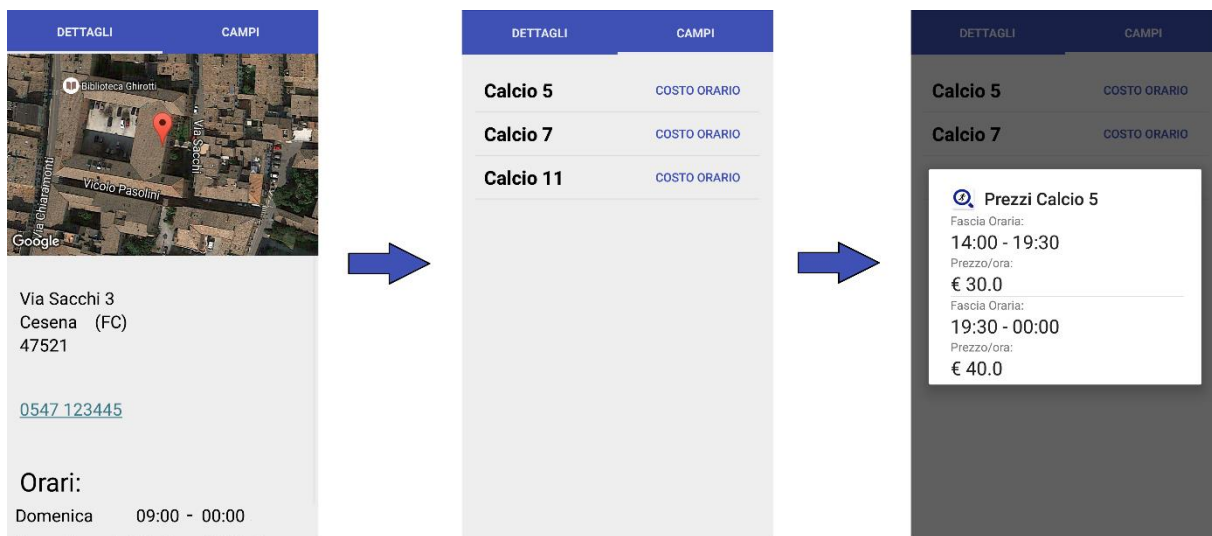 DETTAGLI CAMPI
Biblioteca Ghirotti
Via Sacchi
Vicolo Pasolini
Via Chiaramonti
Google
Via Sacchi 3
Cesena (FC)
47521
0547 123445
Orari:
Domenica 09:00 - 00:00
DETTAGLI CAMPI
Calcio 5 COSTO ORARIO
Calcio 7 COSTO ORARIO
Calcio 11 COSTO ORARIO
DETTAGLI CAMPI
Calcio 5 COSTO ORARIO
Calcio 7 COSTO ORARIO
Prezzi Calcio 5
Fascia Oraria:
14:00 - 19:30
Prezzo/ora:
€ 30.0
Fascia Oraria:
19:30 - 00:00
Prezzo/ora:
€ 40.0